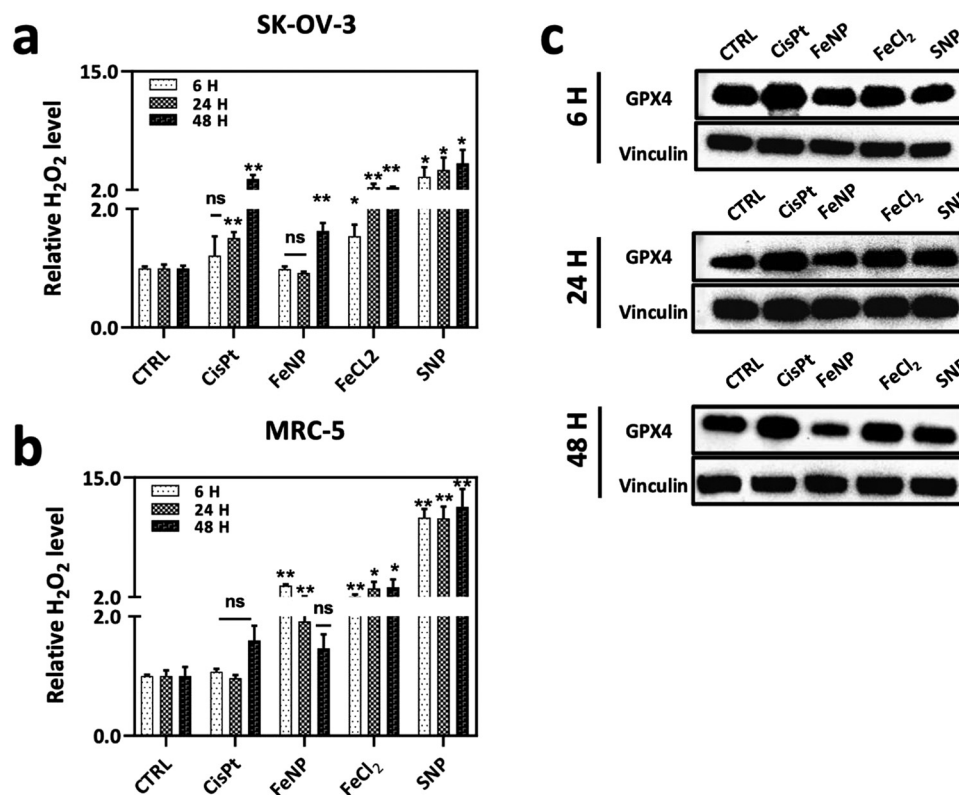 a
SK-OV-3
Relative H₂O₂ level
15.0
2.0
2.0
0.0
6 H
24 H
48 H
ns
**
**
ns
**
*
**
**
*
*
*
CTRL
CisPt
FeNP
FeCL2
SNP
b
MRC-5
Relative H₂O₂ level
15.0
2.0
2.0
0.0
6 H
24 H
48 H
ns
**
**
ns
**
*
*
**
**
**
CTRL
CisPt
FeNP
FeCl₂
SNP
c
CTRL CisPt FeNP FeCl₂ SNP
6 H
GPX4
Vinculin
CTRL CisPt FeNP FeCl₂ SNP
24 H
GPX4
Vinculin
CTRL CisPt FeNP FeCl₂ SNP
48 H
GPX4
Vinculin